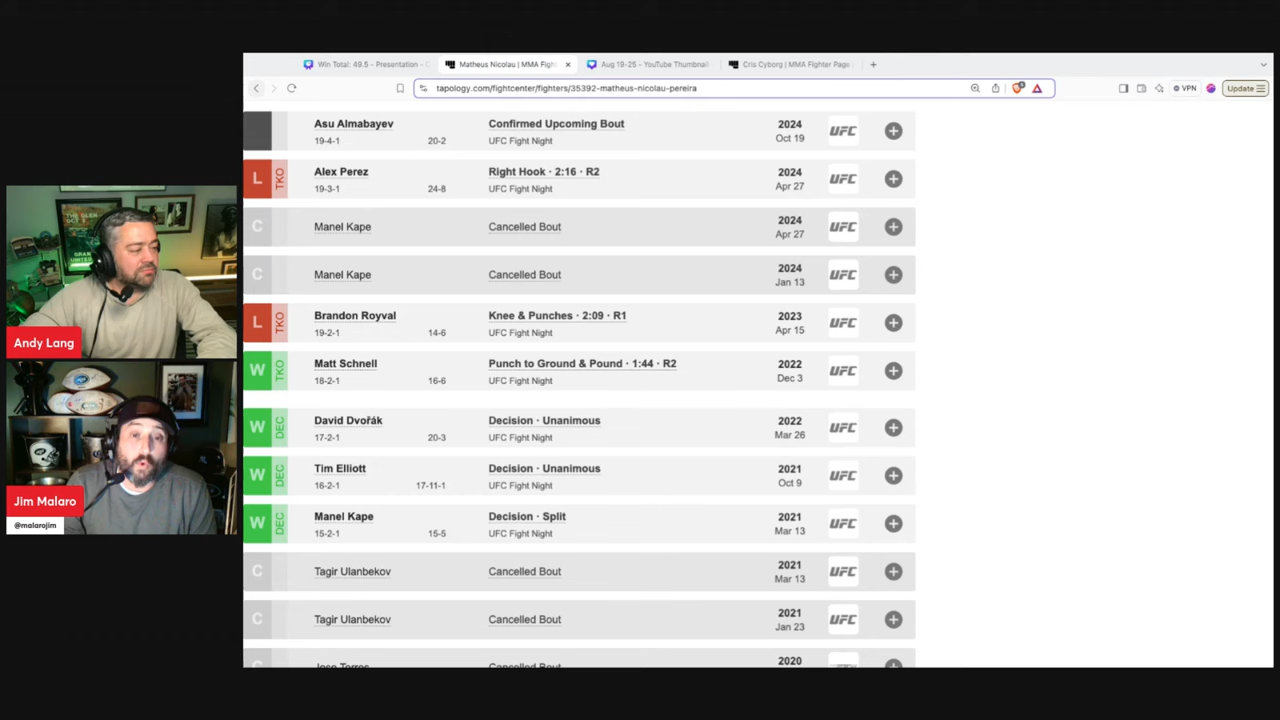 Win Total: 49.5 - Presentation - C
Matheus Nicolau | MMA Fight
Aug 19-25 - YouTube Thumbnail
Cris Cyborg | MMA Fighter Page
tapology.com/fightcenter/fighters/35392-matheus-nicolau-pereira
VPN
Update
Asu Almabayev
Confirmed Upcoming Bout
2024
19-4-1
20-2
UFC Fight Night
Oct 19
UFC
L
TKO
Alex Perez
Right Hook · 2:16 · R2
2024
19-3-1
24-8
UFC Fight Night
Apr 27
UFC
C
Manel Kape
Cancelled Bout
2024
Apr 27
UFC
C
Manel Kape
Cancelled Bout
2024
Jan 13
UFC
L
TKO
Brandon Royval
Knee & Punches · 2:09 · R1
2023
19-2-1
14-6
UFC Fight Night
Apr 15
UFC
W
TKO
Matt Schnell
Punch to Ground & Pound · 1:44 · R2
2022
18-2-1
16-6
UFC Fight Night
Dec 3
UFC
W
DEC
David Dvořák
Decision · Unanimous
2022
17-2-1
20-3
UFC Fight Night
Mar 26
UFC
W
DEC
Tim Elliott
Decision · Unanimous
2021
16-2-1
17-11-1
UFC Fight Night
Oct 9
UFC
W
DEC
Manel Kape
Decision · Split
2021
15-2-1
15-5
UFC Fight Night
Mar 13
UFC
C
Tagir Ulanbekov
Cancelled Bout
2021
Mar 13
UFC
C
Tagir Ulanbekov
Cancelled Bout
2021
Jan 23
UFC
C
Jose Torres
Cancelled Bout
2020
THE GLEN
Andy Lang
Jim Malaro
@malarojim